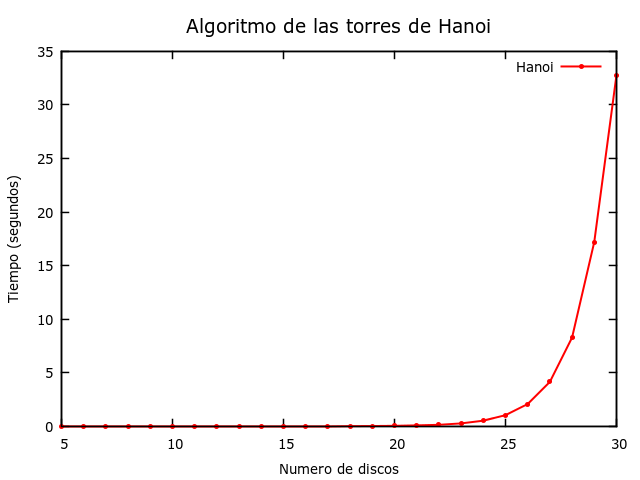 Algoritmo de las torres de Hanoi
Hanoi
35
30
25
20
15
10
5
0
Tiempo (segundos)
5 10 15 20 25 30
Numero de discos